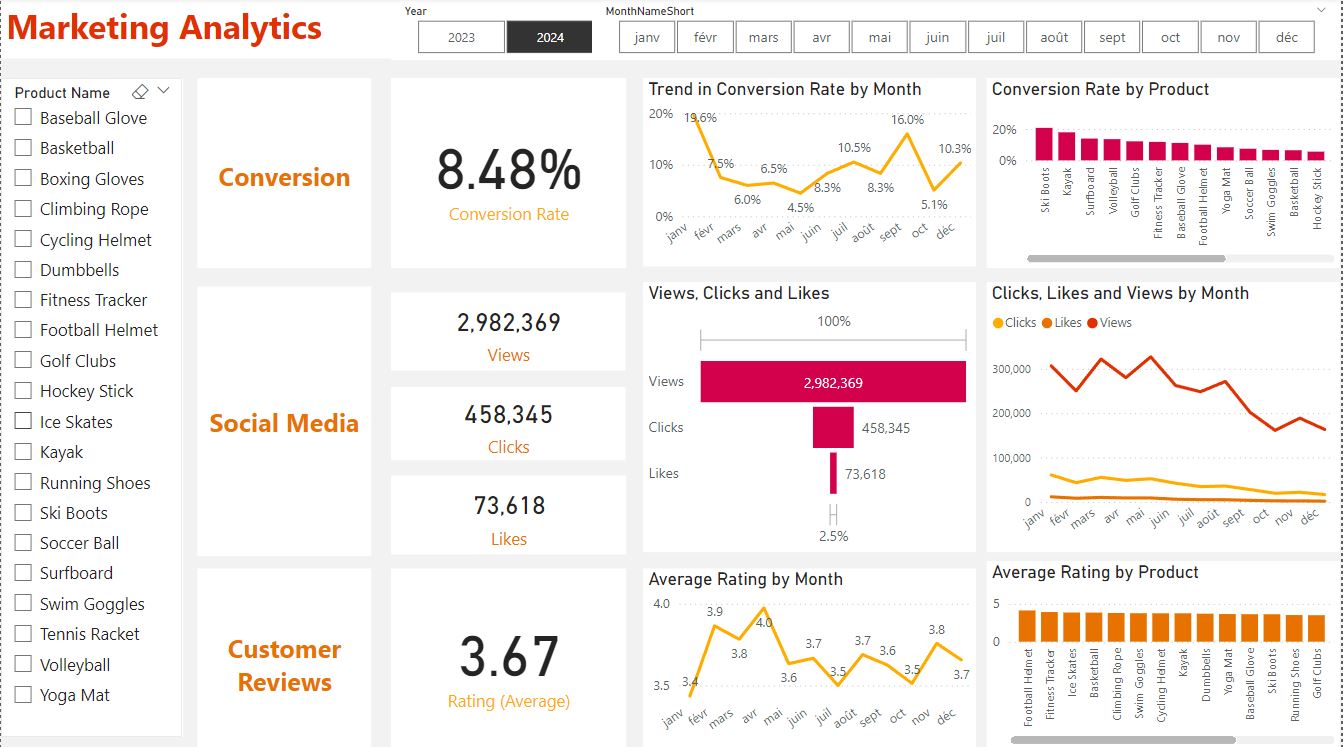 Marketing Analytics
Year
2023
2024
MonthNameShort
janv
févr
mars
avr
mai
juin
juil
août
sept
oct
nov
déc
Product Name
Baseball Glove
Basketball
Boxing Gloves
Climbing Rope
Cycling Helmet
Dumbbells
Fitness Tracker
Football Helmet
Golf Clubs
Hockey Stick
Ice Skates
Kayak
Running Shoes
Ski Boots
Soccer Ball
Surfboard
Swim Goggles
Tennis Racket
Volleyball
Yoga Mat
Conversion
8.48%
Conversion Rate
Trend in Conversion Rate by Month
20%
10%
0%
19.6%
7.5%
6.0%
6.5%
4.5%
8.3%
10.5%
8.3%
16.0%
5.1%
10.3%
janv
févr
mars
avr
mai
juin
juil
août
sept
oct
déc
Conversion Rate by Product
20%
0%
Ski Boots
Kayak
Surfboard
Volleyball
Golf Clubs
Fitness Tracker
Baseball Glove
Football Helmet
Yoga Mat
Soccer Ball
Swim Goggles
Basketball
Hockey Stick
Social Media
2,982,369
Views
458,345
Clicks
73,618
Likes
Views, Clicks and Likes
100%
Views
2,982,369
Clicks
458,345
Likes
73,618
2.5%
Clicks, Likes and Views by Month
Clicks
Likes
Views
300,000
200,000
100,000
0
janv
févr
mars
avr
mai
juin
juil
août
sept
oct
nov
déc
Customer
Reviews
3.67
Rating (Average)
Average Rating by Month
4.0
3.5
3.4
3.9
3.8
4.0
3.6
3.7
3.5
3.7
3.6
3.5
3.8
3.7
janv
févr
mars
avr
mai
juin
juil
août
sept
oct
nov
déc
Average Rating by Product
5
0
Football Helmet
Fitness Tracker
Ice Skates
Basketball
Climbing Rope
Swim Goggles
Cycling Helmet
Kayak
Dumbbells
Yoga Mat
Baseball Glove
Ski Boots
Running Shoes
Golf Clubs